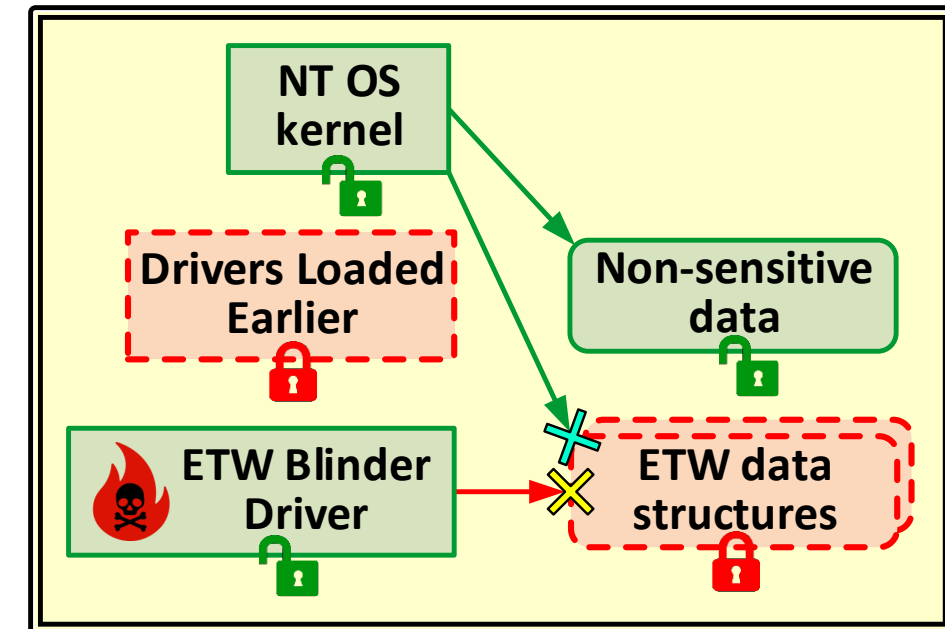 NT OS
kernel
Drivers Loaded
Earlier
Non-sensitive
data
ETW Blinder
Driver
ETW data
structures